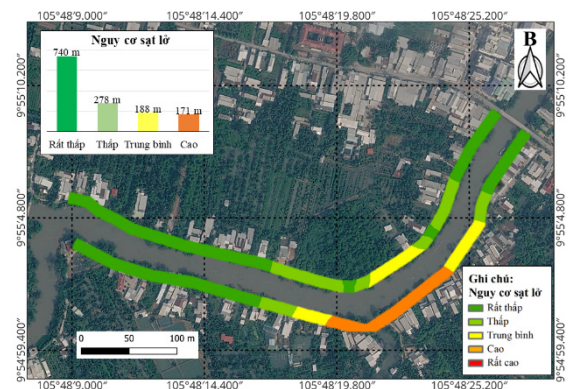 105°48′9.000″ 105°48′14.400″ 105°48′19.800″ 105°48′25.200″
Nguy cơ sạt lở
740 m
278 m
188 m
171 m
Rất thấp Thấp Trung bình Cao
B
9°55′10.200″ 9°55′10.200″
9°55′4.800″ 9°55′4.800″
9°54′59.400″ 9°54′59.400″
Ghi chú:
Nguy cơ sạt lở
Rất thấp
Thấp
Trung bình
Cao
Rất cao
0 50 100 m
105°48′9.000″ 105°48′14.400″ 105°48′19.800″ 105°48′25.200″